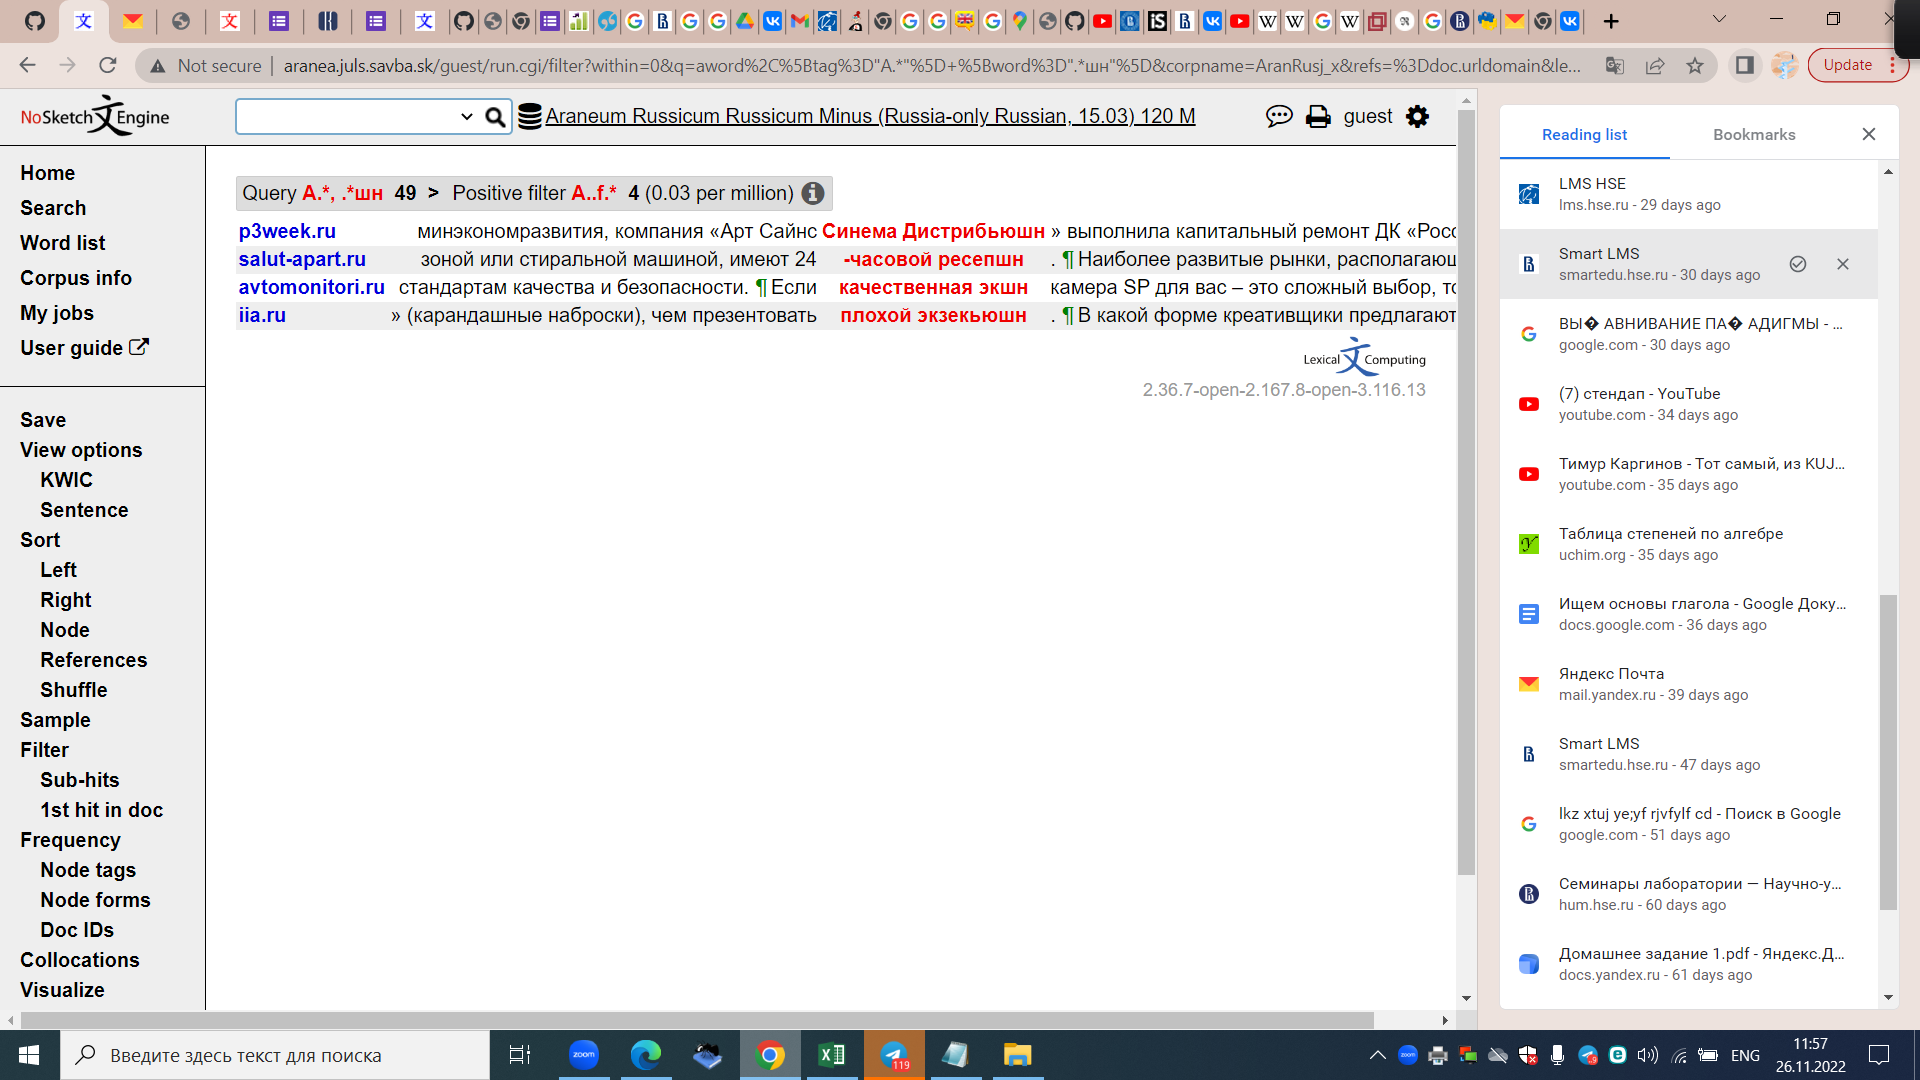 Not secure
aranea.juls.savba.sk/guest/run.cgi/filter?within=0&q=aword%2C%5Btag%3D"A.*"%5D+%5Bword%3D".*шн"%5D&corpname=AranRusj_x&refs=%3Ddoc.urldomain&le...
Update
NoSketch Engine
Araneum Russicum Russicum Minus (Russia-only Russian, 15.03) 120 M
guest
Home
Search
Word list
Corpus info
My jobs
User guide
Save
View options
KWIC
Sentence
Sort
Left
Right
Node
References
Shuffle
Sample
Filter
Sub-hits
1st hit in doc
Frequency
Node tags
Node forms
Doc IDs
Collocations
Visualize
Query A.*, .*шн 49 > Positive filter A..f.* 4 (0.03 per million)
p3week.ru минэкономразвития, компания «Арт Сайнс Синема Дистрибьюшн » выполнила капитальный ремонт ДК «Росс
salut-apart.ru зоной или стиральной машиной, имеют 24 -часовой ресепшн . ¶ Наиболее развитые рынки, располагающ
avtomonitori.ru стандартам качества и безопасности. ¶ Если качественная экшн камера SP для вас – это сложный выбор, то
iia.ru » (карандашные наброски), чем презентовать плохой экзекьюшн . ¶ В какой форме креативщики предлагают
Lexical Computing
2.36.7-open-2.167.8-open-3.116.13
Reading list
Bookmarks
LMS HSE
lms.hse.ru - 29 days ago
Smart LMS
smartedu.hse.ru - 30 days ago
ВЫ� АВНИВАНИЕ ПА� АДИГМЫ - ...
google.com - 30 days ago
(7) стендап - YouTube
youtube.com - 34 days ago
Тимур Каргинов - Тот самый, из KUJ...
youtube.com - 35 days ago
Таблица степеней по алгебре
uchim.org - 35 days ago
Ищем основы глагола - Google Доку...
docs.google.com - 36 days ago
Яндекс Почта
mail.yandex.ru - 39 days ago
Smart LMS
smartedu.hse.ru - 47 days ago
lkz xtuj ye;yf rjvfylf cd - Поиск в Google
google.com - 51 days ago
Семинары лаборатории — Научно-у...
hum.hse.ru - 60 days ago
Домашнее задание 1.pdf - Яндекс.Д...
docs.yandex.ru - 61 days ago
Введите здесь текст для поиска
zoom
119
ENG
11:57
26.11.2022